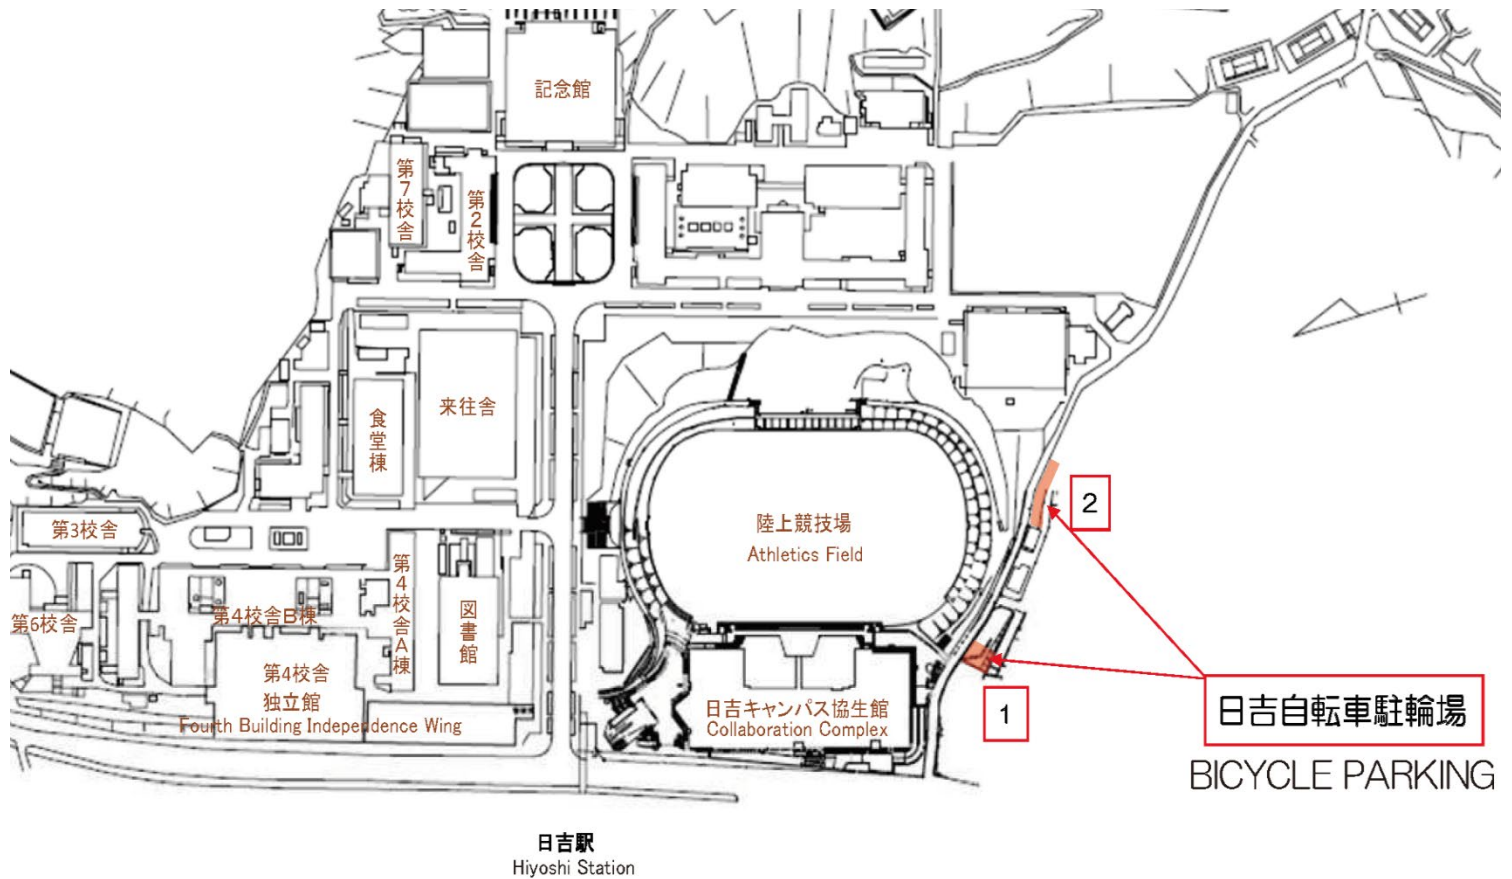 記念館
第7校舎
第2校舎
食堂棟
来往舎
第3校舎
陸上競技場
Athletics Field
2
第6校舎
第4校舎B棟
第4校舎A棟
図書館
第4校舎
独立館
Fourth Building Independence Wing
日吉キャンパス協生館
Collaboration Complex
1
日吉自転車駐輪場
BICYCLE PARKING
日吉駅
Hiyoshi Station